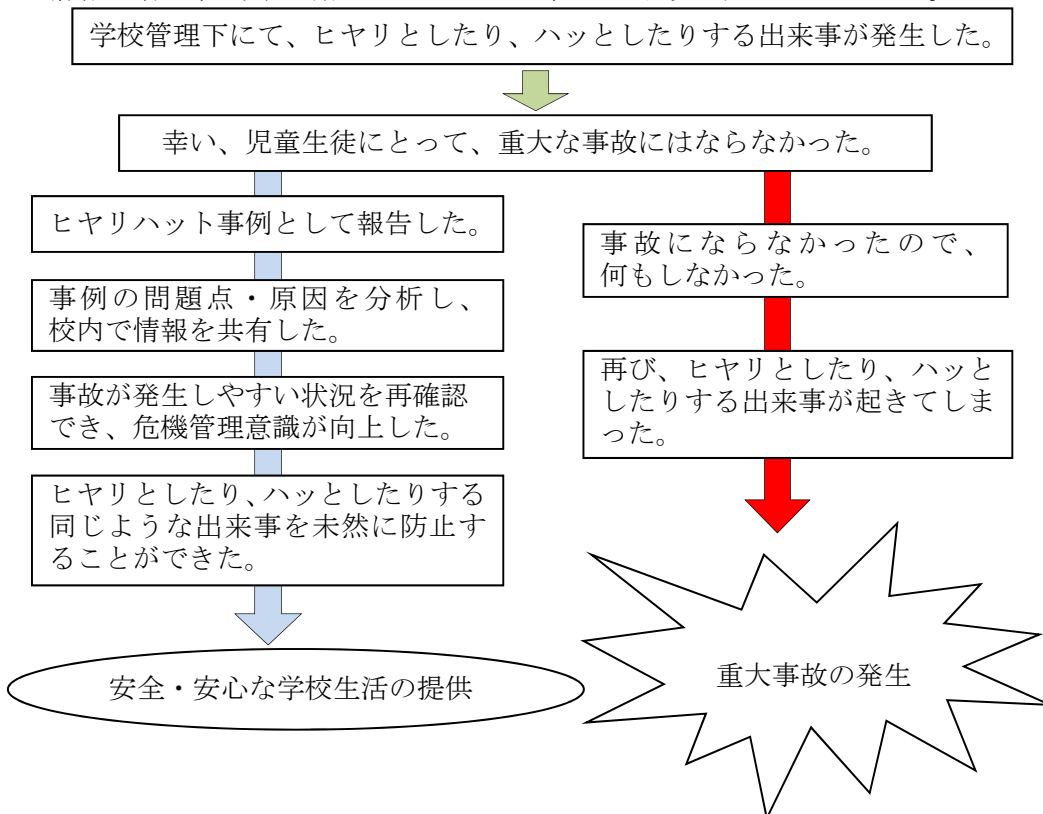 学校管理下にて、ヒヤリとしたり、ハッとしたりする出来事が発生した。
幸い、児童生徒にとって、重大な事故にはならなかった。
ヒヤリハット事例として報告した。
事例の問題点・原因を分析し、
校内で情報を共有した。
事故が発生しやすい状況を再確認
でき、危機管理意識が向上した。
ヒヤリとしたり、ハッとしたりする
同じような出来事を未然に防止す
ることができた。
安全・安心な学校生活の提供
事故にならなかったので、
何もしなかった。
再び、ヒヤリとしたり、ハッと
したりする出来事が起きてしま
った。
重大事故の発生